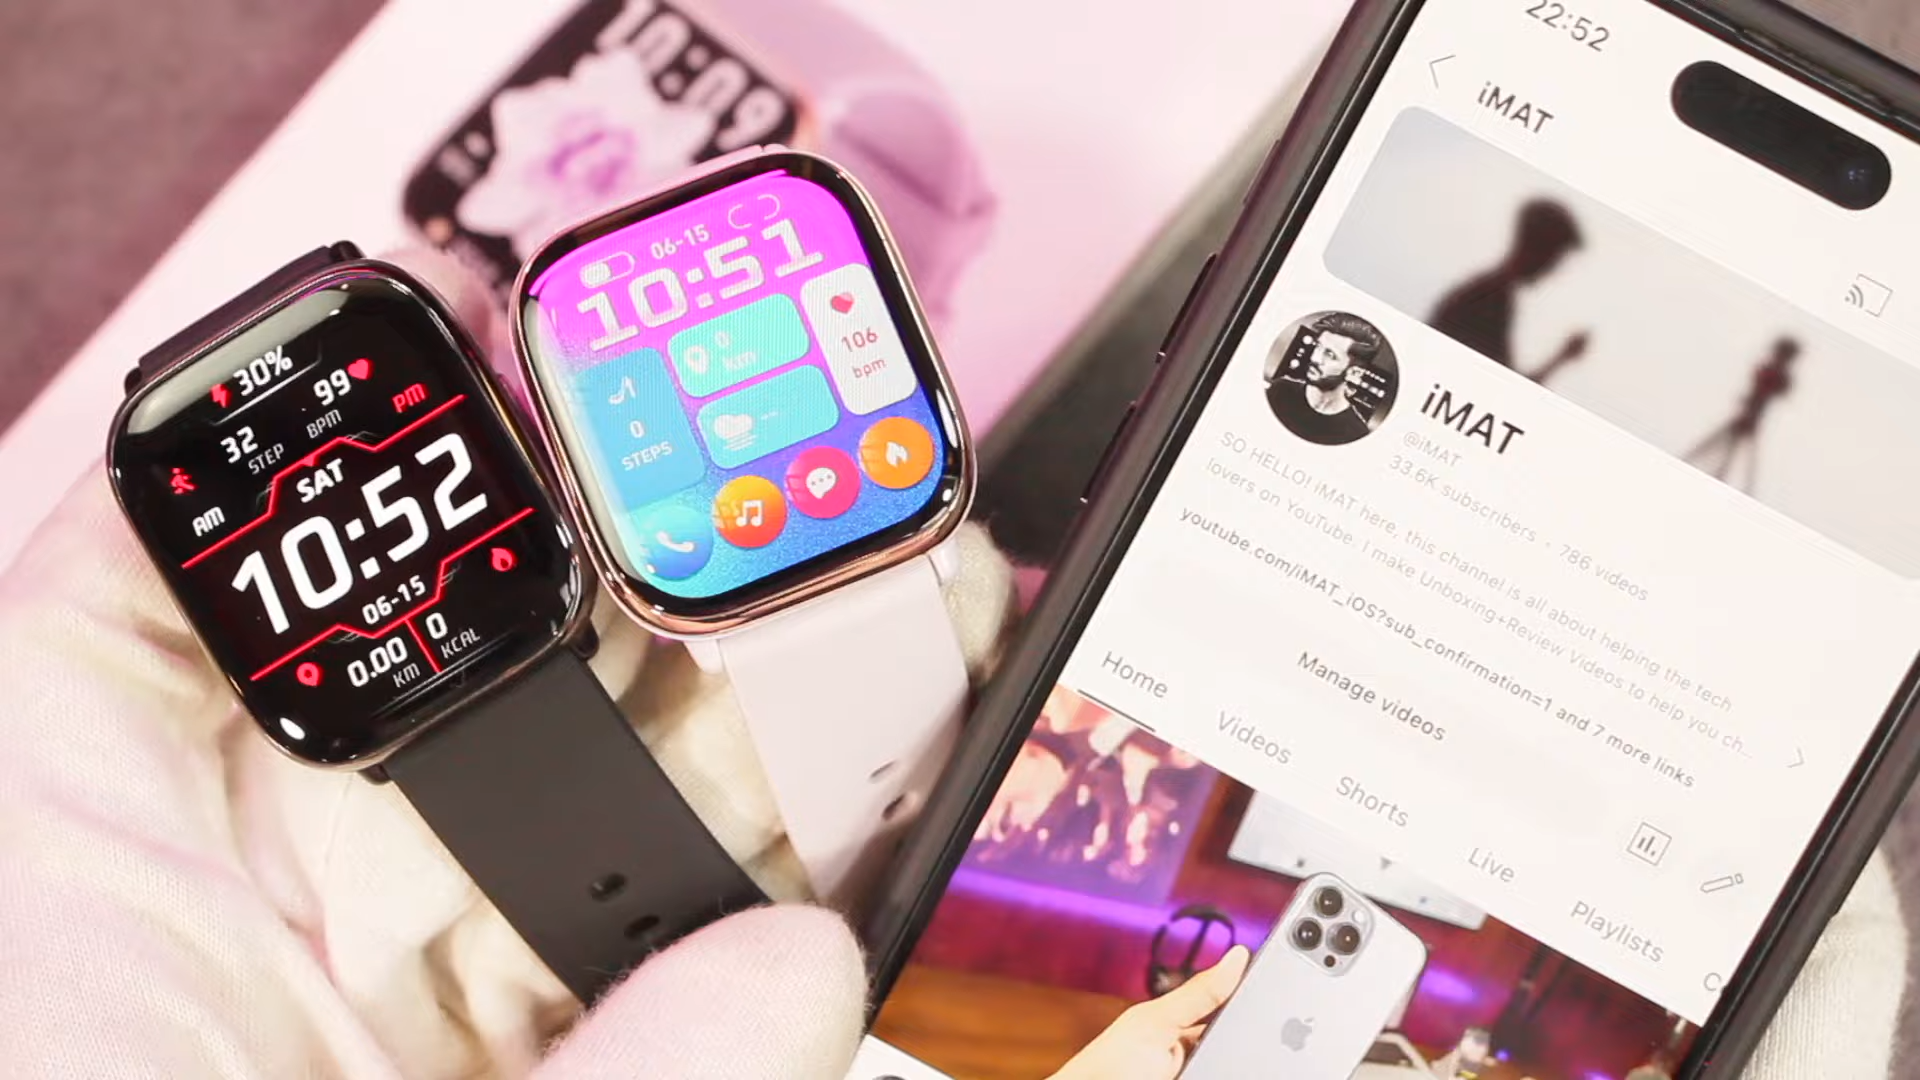 10:09
30%
99
BPM
PM
32
STEP
SAT
AM
10:52
06-15
0.00
KM
0
KCAL
06-15
10:51
0
km
106
bpm
0
STEPS
--
22:52
iMAT
iMAT
@iMAT
33.6K subscribers • 786 videos
SO HELLO! iMAT here, this channel is all about helping the tech
lovers on YouTube. I make Unboxing+Review Videos to help you ch...
youtube.com/iMAT_iOS?sub_confirmation=1 and 7 more links
Manage videos
Home
Videos
Shorts
Live
Playlists
C